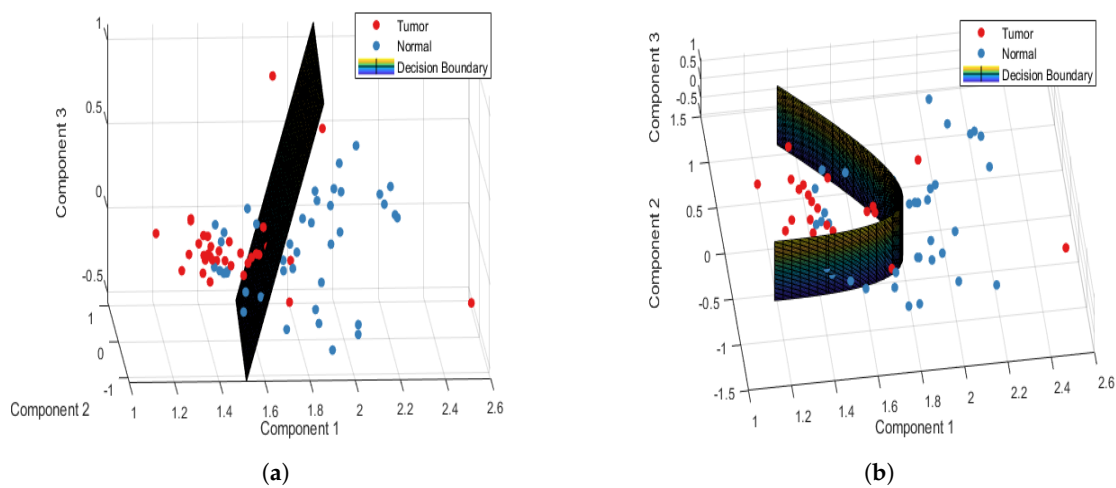 1
0.5
0
-0.5
1
0
-1
Component 3
Component 2
1
1.2
1.4
1.6
1.8
2
2.2
2.4
2.6
Component 1
Tumor
Normal
Decision Boundary
(a)
1
0.5
0
-0.5
1.5
1
0.5
0
-0.5
-1
-1.5
Component 3
Component 2
1
1.2
1.4
1.6
1.8
2
2.2
2.4
2.6
Component 1
Tumor
Normal
Decision Boundary
(b)